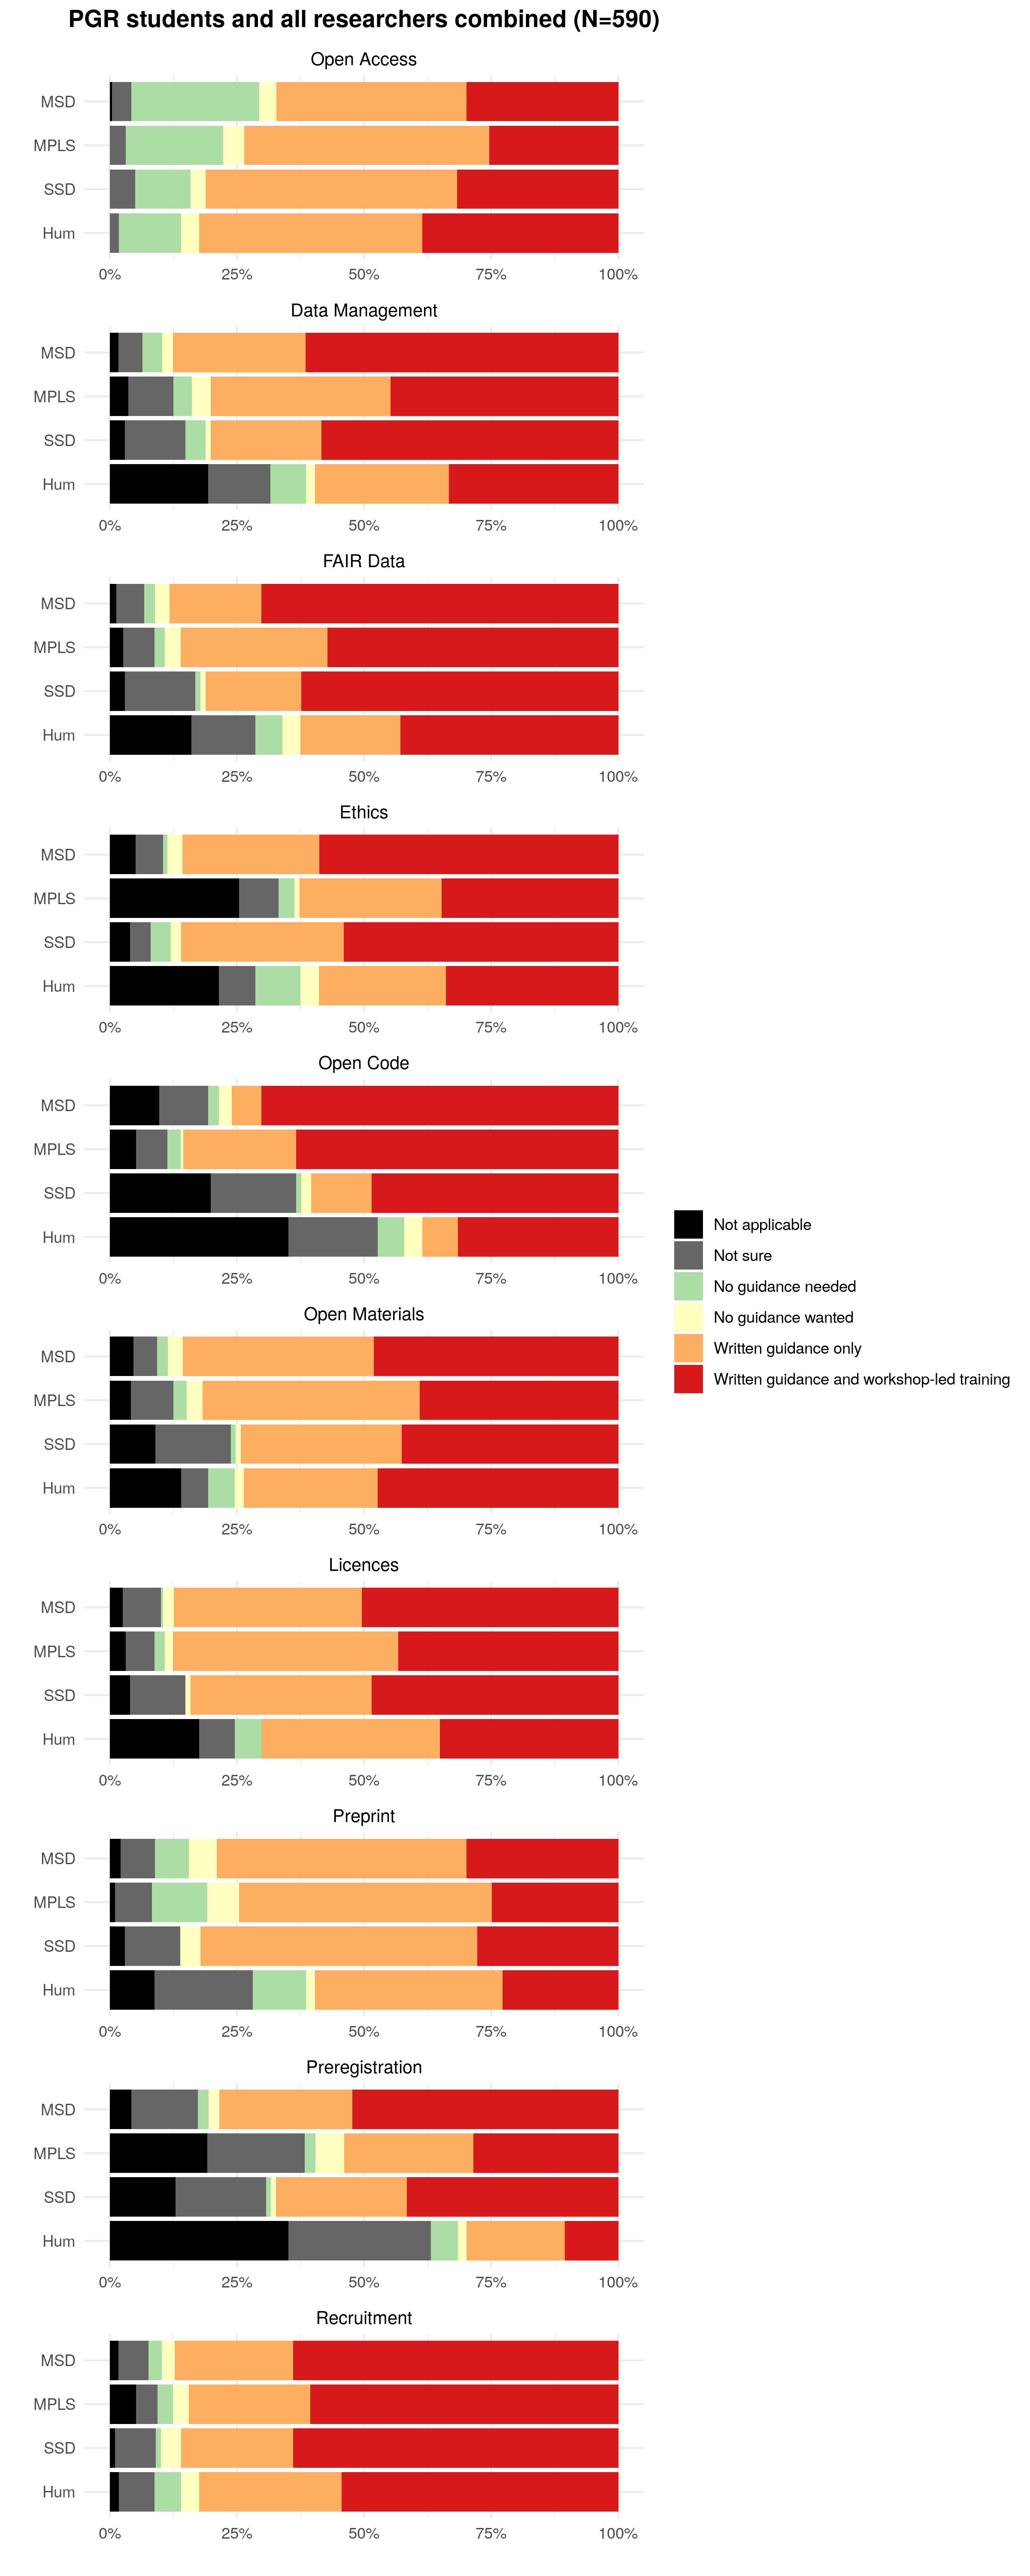 PGR students and all researchers combined (N=590)
Open Access
MSD
MPLS
SSD
Hum
0% 25% 50% 75% 100%
Data Management
MSD
MPLS
SSD
Hum
0% 25% 50% 75% 100%
FAIR Data
MSD
MPLS
SSD
Hum
0% 25% 50% 75% 100%
Ethics
MSD
MPLS
SSD
Hum
0% 25% 50% 75% 100%
Open Code
MSD
MPLS
SSD
Hum
0% 25% 50% 75% 100%
Open Materials
MSD
MPLS
SSD
Hum
0% 25% 50% 75% 100%
Licences
MSD
MPLS
SSD
Hum
0% 25% 50% 75% 100%
Preprint
MSD
MPLS
SSD
Hum
0% 25% 50% 75% 100%
Preregistration
MSD
MPLS
SSD
Hum
0% 25% 50% 75% 100%
Recruitment
MSD
MPLS
SSD
Hum
0% 25% 50% 75% 100%
Not applicable
Not sure
No guidance needed
No guidance wanted
Written guidance only
Written guidance and workshop-led training